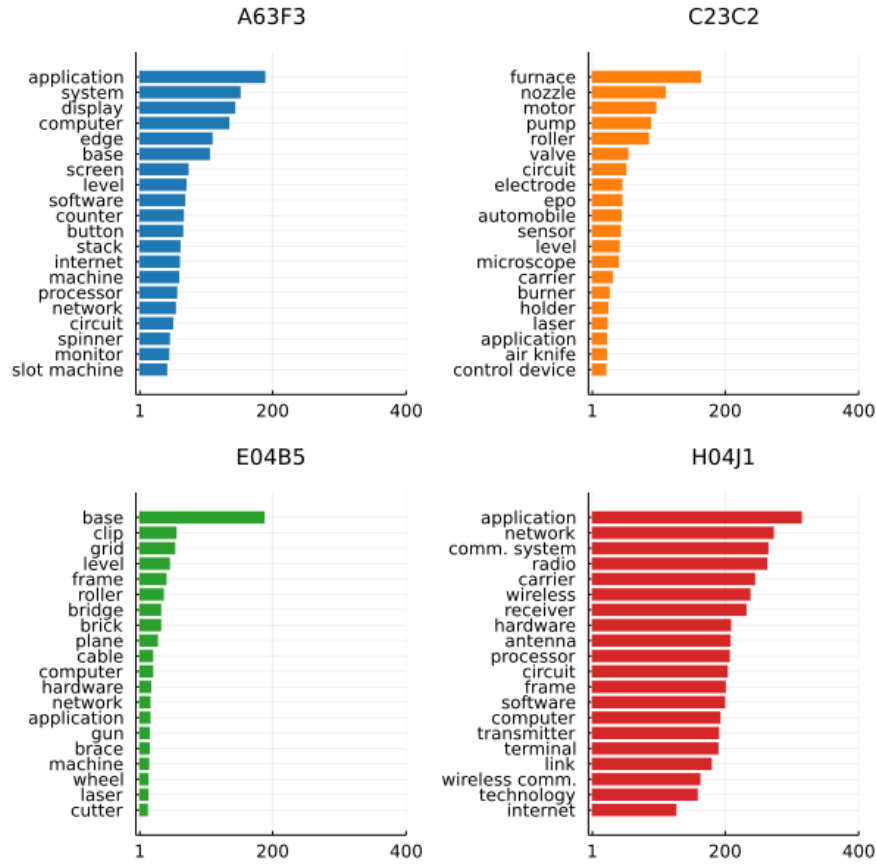 A63F3
application
system
display
computer
edge
base
screen
level
software
counter
button
stack
internet
machine
processor
network
circuit
spinner
monitor
slot machine
1 200 400
C23C2
furnace
nozzle
motor
pump
roller
valve
circuit
electrode
epo
automobile
sensor
level
microscope
carrier
burner
holder
laser
application
air knife
control device
1 200 400
E04B5
base
clip
grid
level
frame
roller
bridge
brick
plane
cable
computer
hardware
network
application
gun
brace
machine
wheel
laser
cutter
1 200 400
H04J1
application
network
comm. system
radio
carrier
wireless
receiver
hardware
antenna
processor
circuit
frame
software
computer
transmitter
terminal
link
wireless comm.
technology
internet
1 200 400